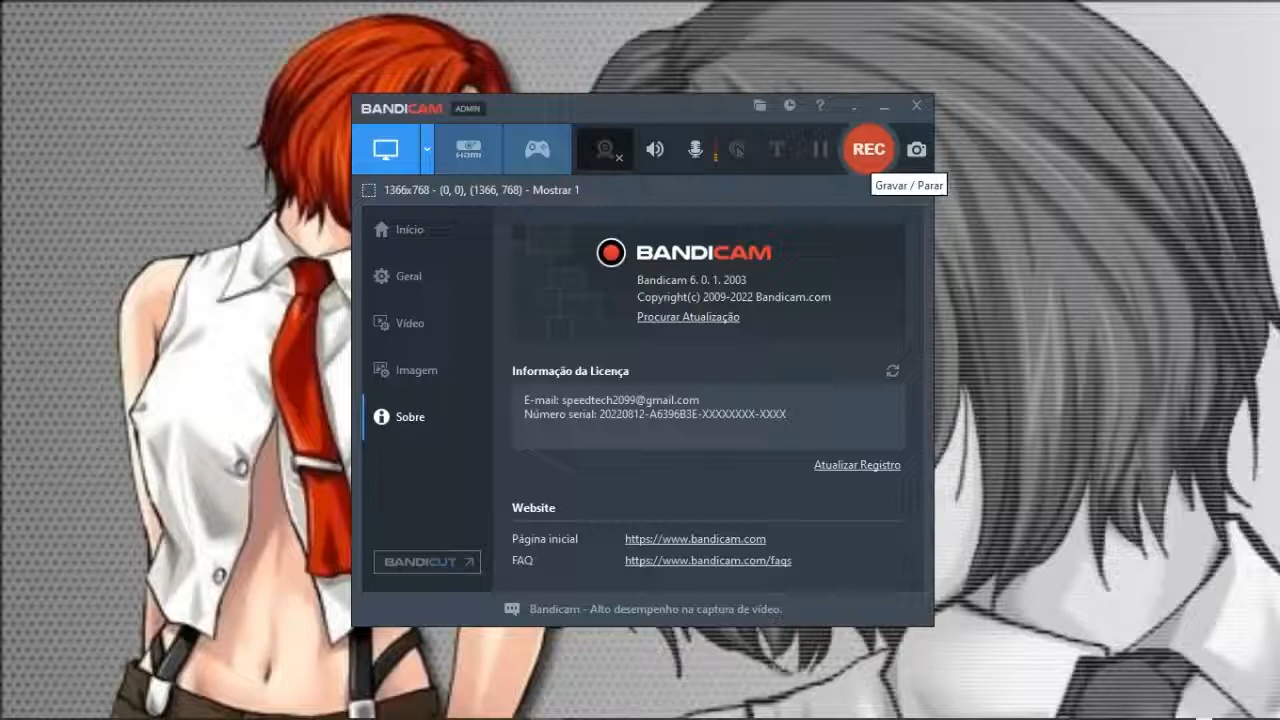 BANDICAM ADMIN
HDMI
REC
Gravar / Parar
1366x768 - (0, 0), (1366, 768) - Mostrar 1
Início
Geral
Vídeo
Imagem
Sobre
BANDICUT
BANDICAM
Bandicam 6. 0. 1. 2003
Copyright(c) 2009-2022 Bandicam.com
Procurar Atualização
Informação da Licença
E-mail: speedtech2099@gmail.com
Número serial: 20220812-A6396B3E-XXXXXXXX-XXXX
Atualizar Registro
Website
Página inicial https://www.bandicam.com
FAQ https://www.bandicam.com/faqs
Bandicam - Alto desempenho na captura de vídeo.